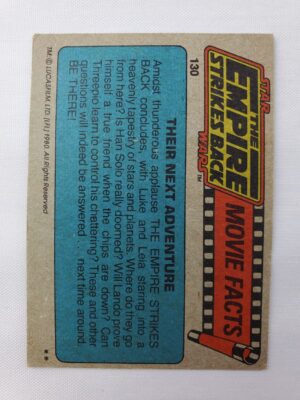 STAR
THE
EMPIRE
STRIKES BACK
WARS™
MOVIE FACTS
130
THEIR NEXT ADVENTURE
Amidst thunderous applause THE EMPIRE STRIKES
BACK concludes, with Luke and Leia staring into a
heavenly tapestry of stars and planets. Where do they go
from here? Is Han Solo really doomed? Will Lando prove
himself a true friend when the chips are down? Can
Threepio learn to control his chattering? These and other
questions will indeed be answered . . . next time around.
BE THERE!
TM: © LUCASFILM, LTD. (LFL) 1980. All Rights Reserved
**